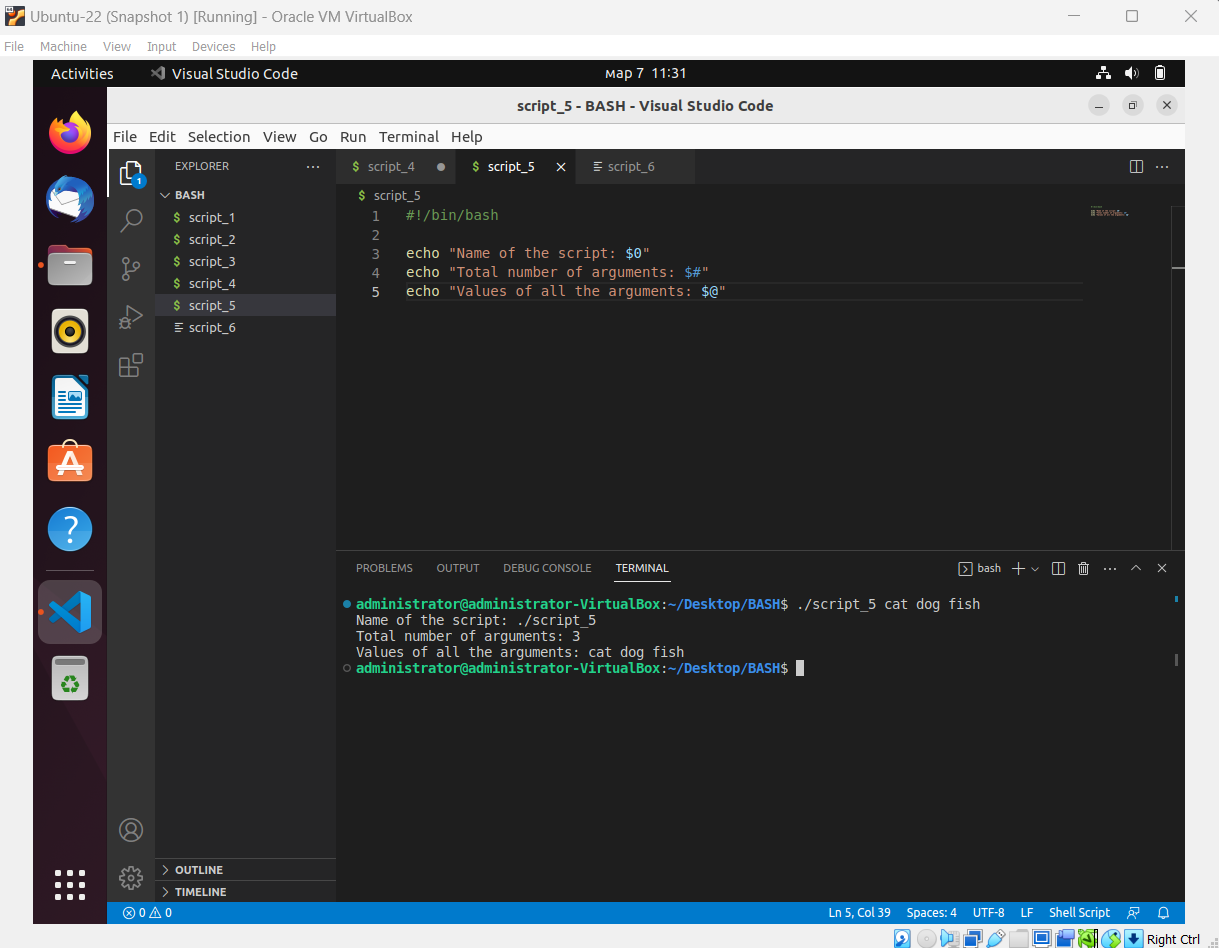 Ubuntu-22 (Snapshot 1) [Running] - Oracle VM VirtualBox
File Machine View Input Devices Help
Activities Visual Studio Code мар 7 11:31
script_5 - BASH - Visual Studio Code
File Edit Selection View Go Run Terminal Help
EXPLORER ··· $ script_4 $ script_5 script_6 ···
1
BASH
$ script_1
$ script_2
$ script_3
$ script_4
$ script_5
script_6
$ script_5
1 #!/bin/bash
2
3 echo "Name of the script: $0"
4 echo "Total number of arguments: $#"
5 echo "Values of all the arguments: $@"
PROBLEMS OUTPUT DEBUG CONSOLE TERMINAL bash ···
administrator@administrator-VirtualBox:~/Desktop/BASH$ ./script_5 cat dog fish
Name of the script: ./script_5
Total number of arguments: 3
Values of all the arguments: cat dog fish
administrator@administrator-VirtualBox:~/Desktop/BASH$
OUTLINE
TIMELINE
0 0 Ln 5, Col 39 Spaces: 4 UTF-8 LF Shell Script
Right Ctrl